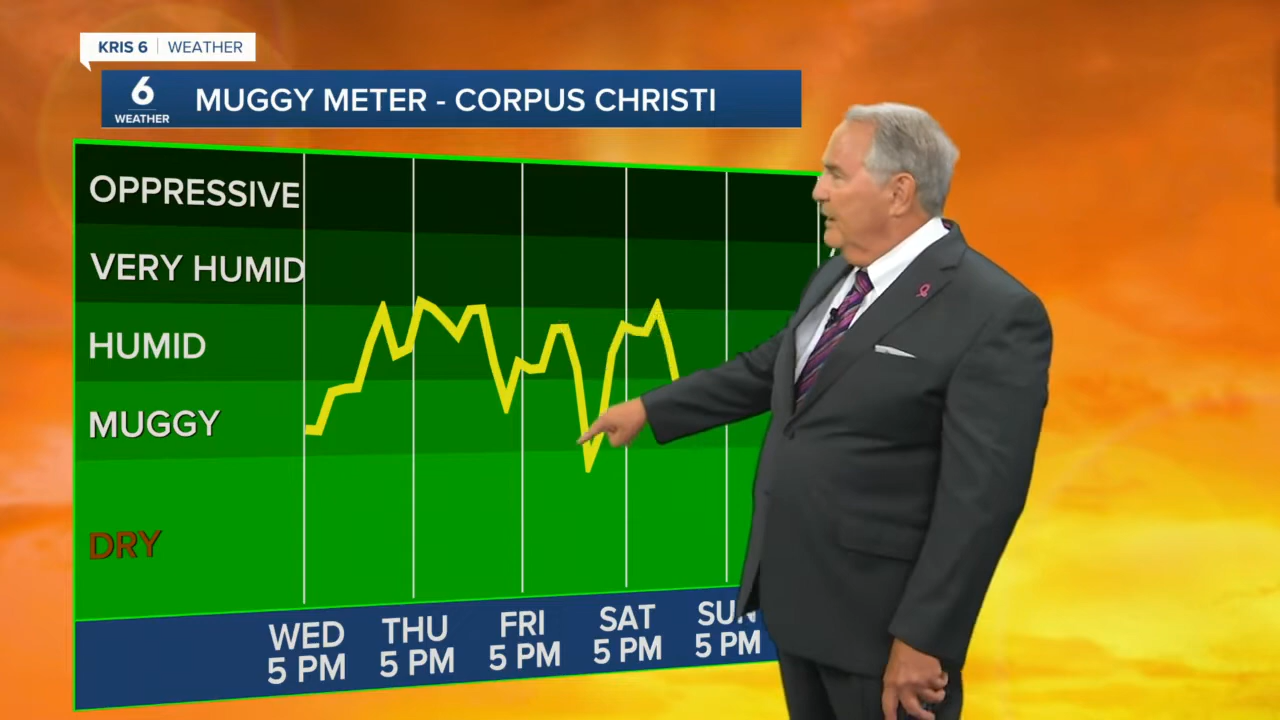 KRIS 6 | WEATHER
6
WEATHER
MUGGY METER - CORPUS CHRISTI
OPPRESSIVE
VERY HUMID
HUMID
MUGGY
DRY
WED THU FRI SAT SUN
5 PM 5 PM 5 PM 5 PM 5 PM